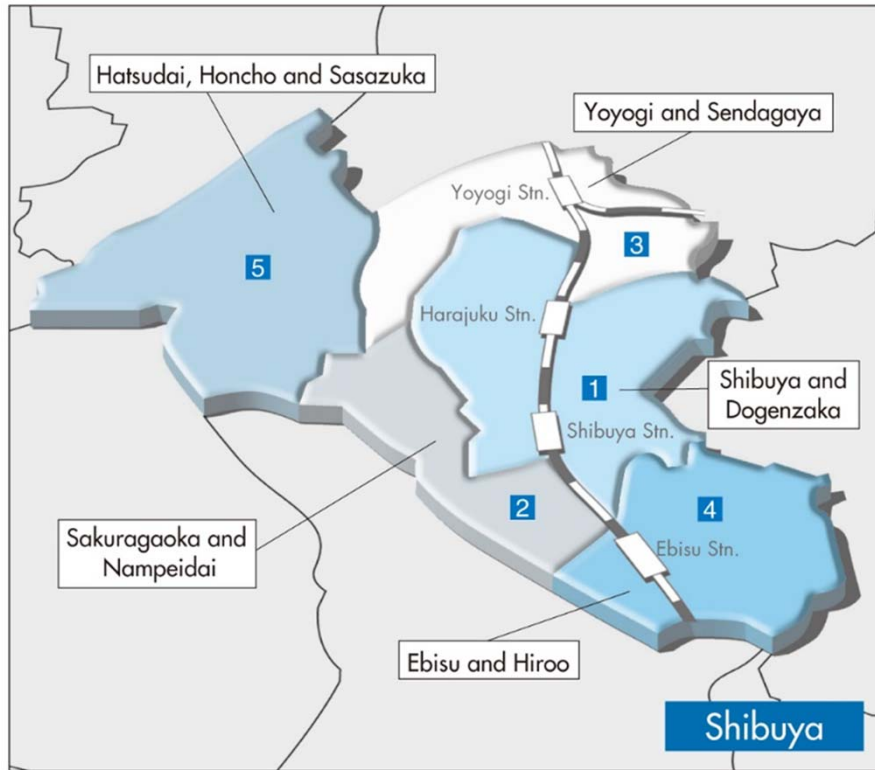 Hatsudai, Honcho and Sasazuka
Yoyogi and Sendagaya
Yoyogi Stn.
3
5
Harajuku Stn.
1
Shibuya and
Dogenzaka
Shibuya Stn.
2
4
Sakuragaoka and
Nampeidai
Ebisu Stn.
Ebisu and Hiroo
Shibuya